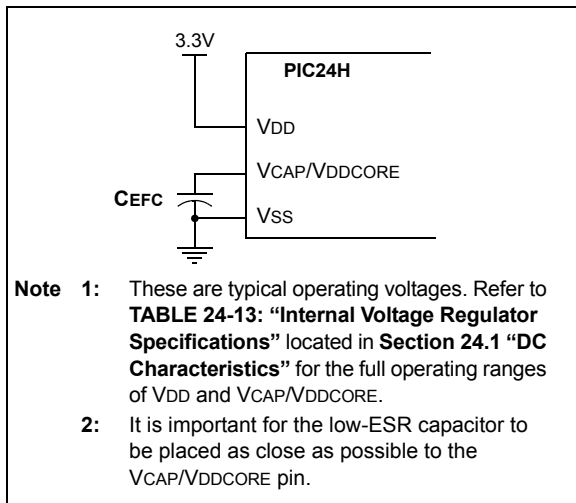 3.3V
PIC24H
VDD
VCAP/VDDCORE
CEFC
VSS
Note 1: These are typical operating voltages. Refer to
TABLE 24-13: “Internal Voltage Regulator
Specifications” located in Section 24.1 “DC
Characteristics” for the full operating ranges
of VDD and VCAP/VDDCORE.
2: It is important for the low-ESR capacitor to
be placed as close as possible to the
VCAP/VDDCORE pin.